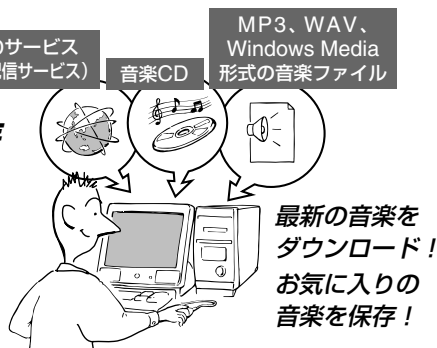 サービス
信サービス）
音楽CD
MP3、WAV、
Windows Media
形式の音楽ファイル
最新の音楽を
ダウンロード！
お気に入りの
音楽を保存！